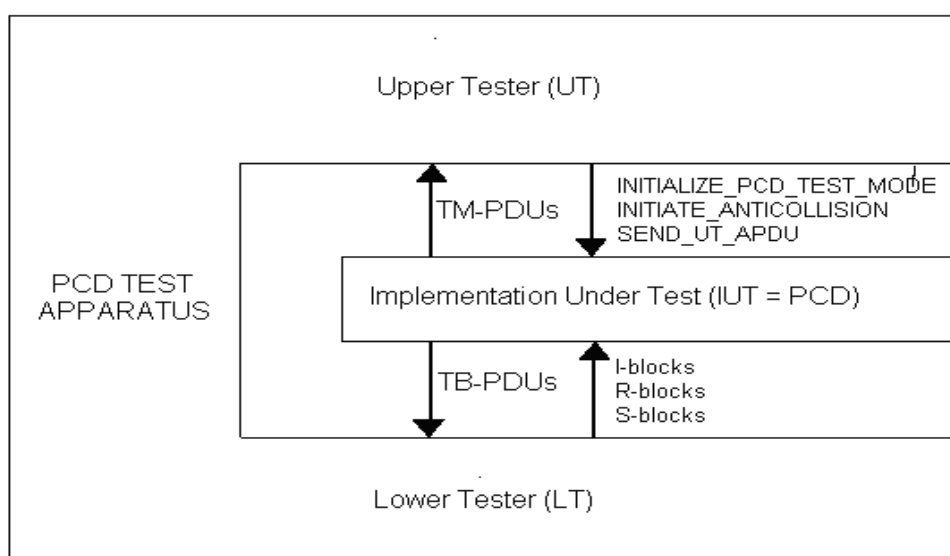 Upper Tester (UT)
TM-PDUs
INITIALIZE_PCD_TEST_MODE
INITIATE_ANTICOLLISION
SEND_UT_APDU
PCD TEST
APPARATUS
Implementation Under Test (IUT = PCD)
TB-PDUs
I-blocks
R-blocks
S-blocks
Lower Tester (LT)